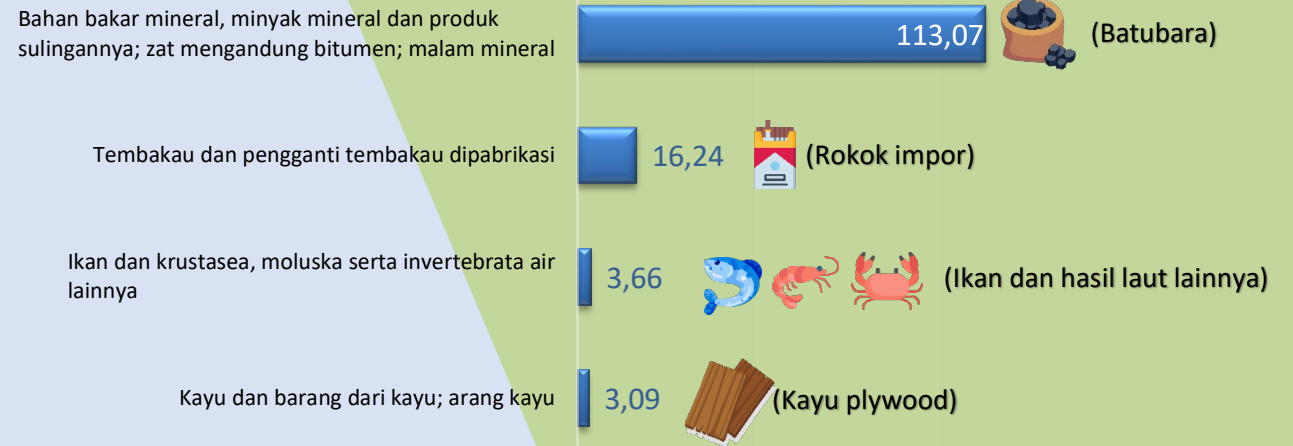 Bahan bakar mineral, minyak mineral dan produk
sulingannya; zat mengandung bitumen; malam mineral
113,07
(Batubara)
Tembakau dan pengganti tembakau dipabrikasi
16,24
(Rokok impor)
Ikan dan krustasea, moluska serta invertebrata air
lainnya
3,66
(Ikan dan hasil laut lainnya)
Kayu dan barang dari kayu; arang kayu
3,09
(Kayu plywood)